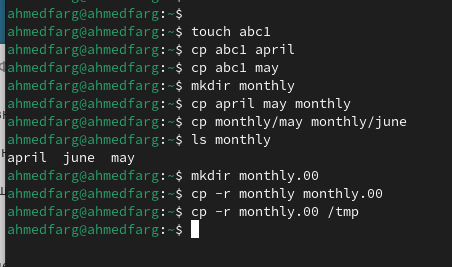 ahmedfarg@ahmedfarg:~$
ahmedfarg@ahmedfarg:~$ touch abc1
ahmedfarg@ahmedfarg:~$ cp abc1 april
ahmedfarg@ahmedfarg:~$ cp abc1 may
ahmedfarg@ahmedfarg:~$ mkdir monthly
ahmedfarg@ahmedfarg:~$ cp april may monthly
ahmedfarg@ahmedfarg:~$ cp monthly/may monthly/june
ahmedfarg@ahmedfarg:~$ ls monthly
april  june  may
ahmedfarg@ahmedfarg:~$ mkdir monthly.00
ahmedfarg@ahmedfarg:~$ cp -r monthly monthly.00
ahmedfarg@ahmedfarg:~$ cp -r monthly.00 /tmp
ahmedfarg@ahmedfarg:~$